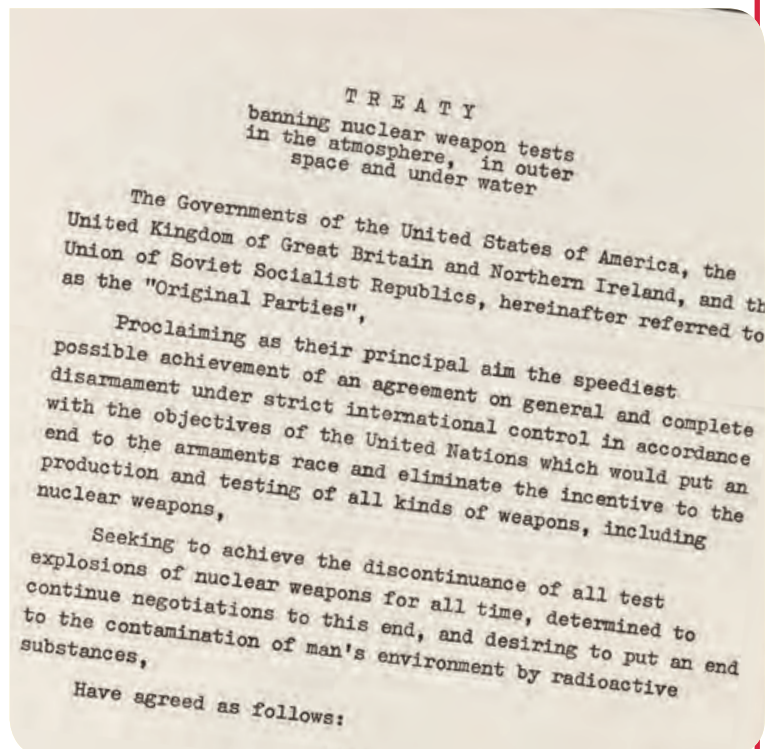 TREATY
banning nuclear weapon tests
in the atmosphere, in outer
space and under water
The Governments of the United States of America, the
United Kingdom of Great Britain and Northern Ireland, and th
Union of Soviet Socialist Republics, hereinafter referred to
as the "Original Parties",
Proclaiming as their principal aim the speediest
possible achievement of an agreement on general and complete
disarmament under strict international control in accordance
with the objectives of the United Nations which would put an
end to the armaments race and eliminate the incentive to the
production and testing of all kinds of weapons, including
nuclear weapons,
Seeking to achieve the discontinuance of all test
explosions of nuclear weapons for all time, determined to
continue negotiations to this end, and desiring to put an end
to the contamination of man's environment by radioactive
substances,
Have agreed as follows: